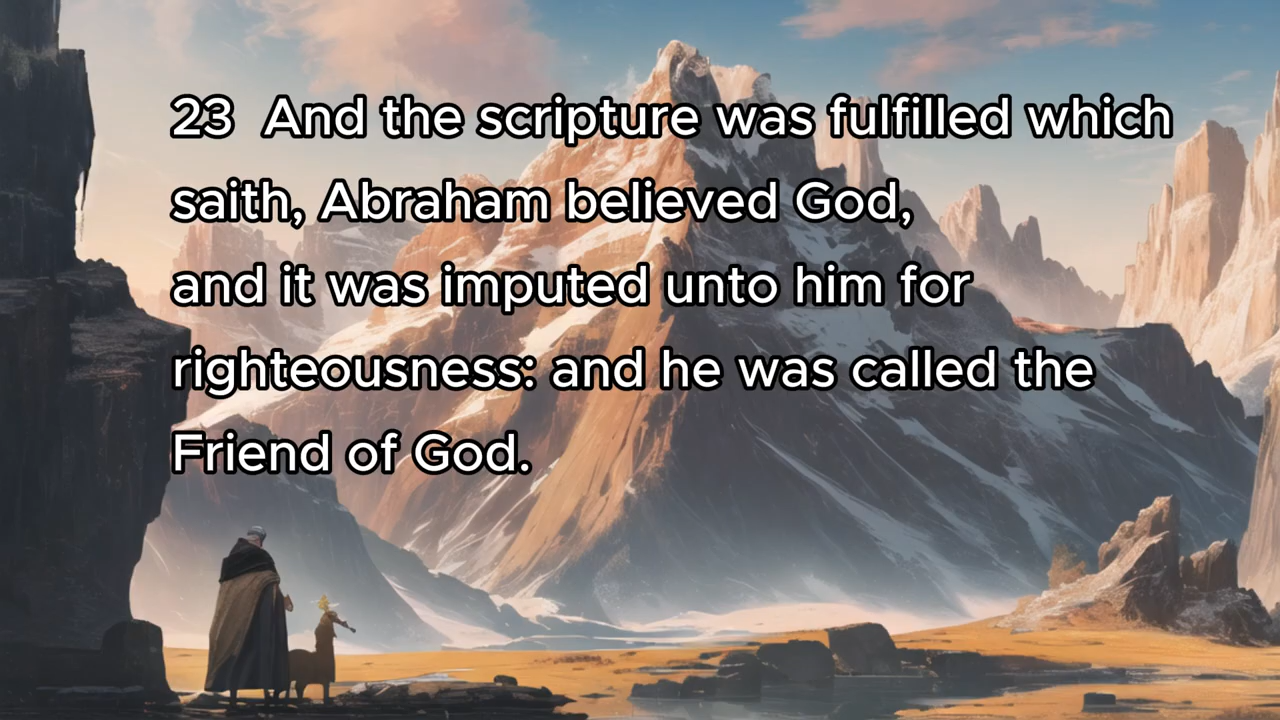 23 And the scripture was fulfilled which
saith, Abraham believed God,
and it was imputed unto him for
righteousness: and he was called the
Friend of God.